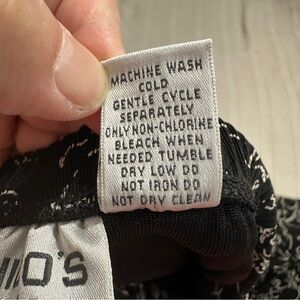 MACHINE WASH
COLD
GENTLE CYCLE
SEPARATELY
ONLY NON-CHLORINE
BLEACH WHEN
NEEDED TUMBLE
DRY LOW DO
NOT IRON DO
NOT DRY CLEAN
O'S